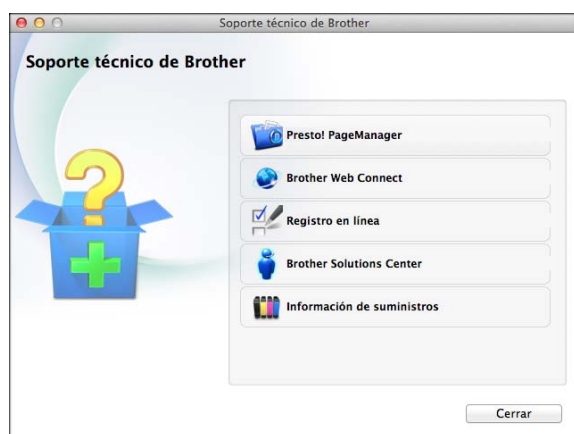 Soporte técnico de Brother
Soporte técnico de Brother
Presto! PageManager
Brother Web Connect
Registro en línea
Brother Solutions Center
Información de suministros
Cerrar